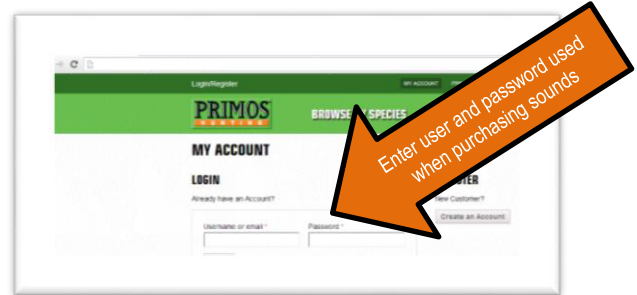 Login/Register
MY ACCOUNT
PRIMOS
HUNTING
BROWSE BY SPECIES
Enter user and password used
when purchasing sounds
MY ACCOUNT
LOGIN
Already have an Account?
New Customer?
Create an Account
Username or email *
Password *